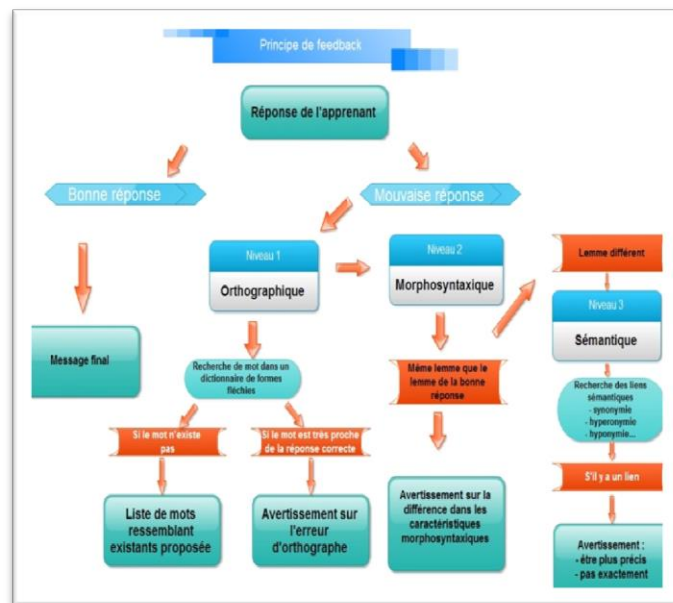 Principe de feedback
Réponse de l'apprenant
Bonne réponse
Mouvaise réponse
Niveau 1
Orthographique
Niveau 2
Morphosyntaxique
Lemme différent
Niveau 3
Sémantique
Message final
Recherche de mot dans un
dictionnaire de formes
fléchies
Méme lemme que le
lemme de la bonne
réponse
Recherche des liens
sémantiques
- synonymie
- hyperonymie
- hyponymie...
Si le mot n'existe
pas
Si le mot est très proche
de la réponse correcte
S'il y a un lien
Liste de mots
ressemblant
existants proposée
Avertissement sur
l'erreur
d'orthographe
Avertissement sur la
différence dans les
caractéristiques
morphosyntaxiques
Avertissement :
- être plus précis
- pas exactement